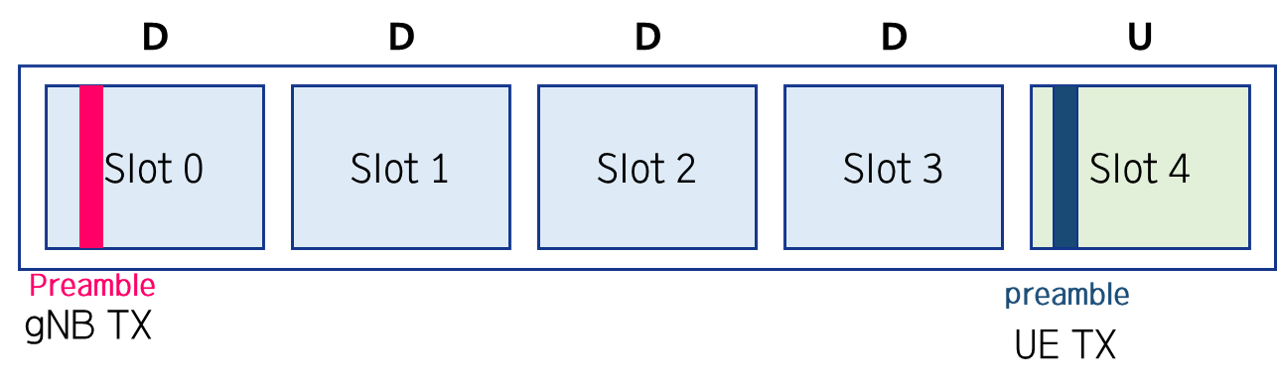 D D D D U
Slot 0 Slot 1 Slot 2 Slot 3 Slot 4
Preamble
gNB TX
preamble
UE TX